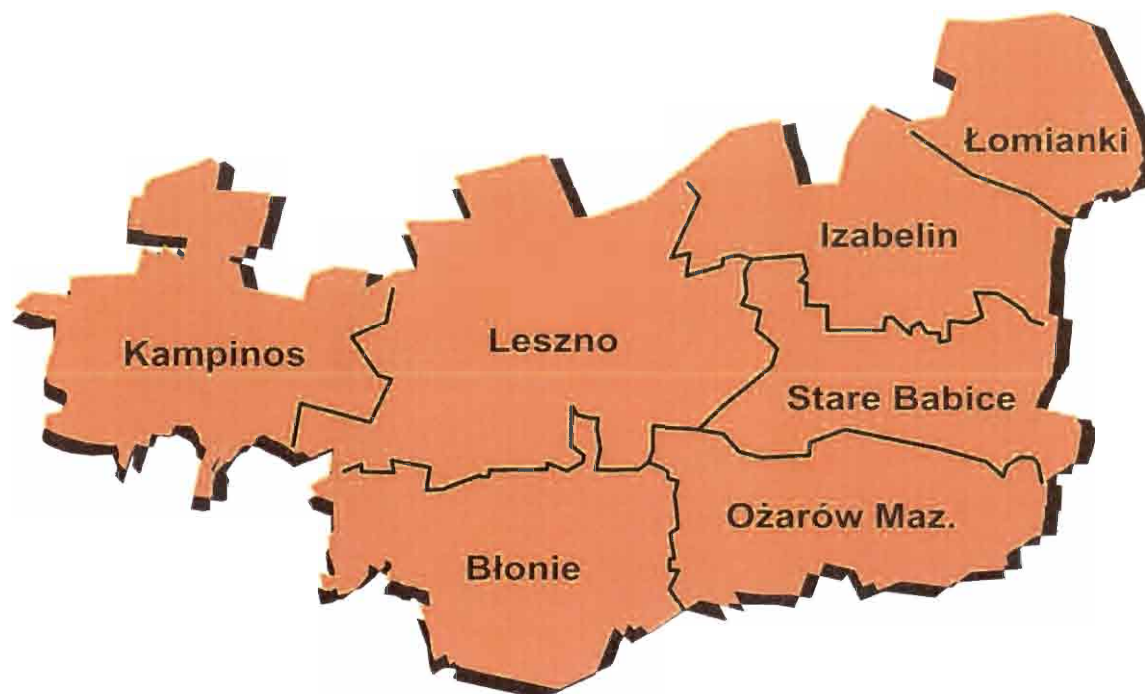 Łomianki
Izabelin
Leszno
Kampinos
Stare Babice
Ożarów Maz.
Błonie